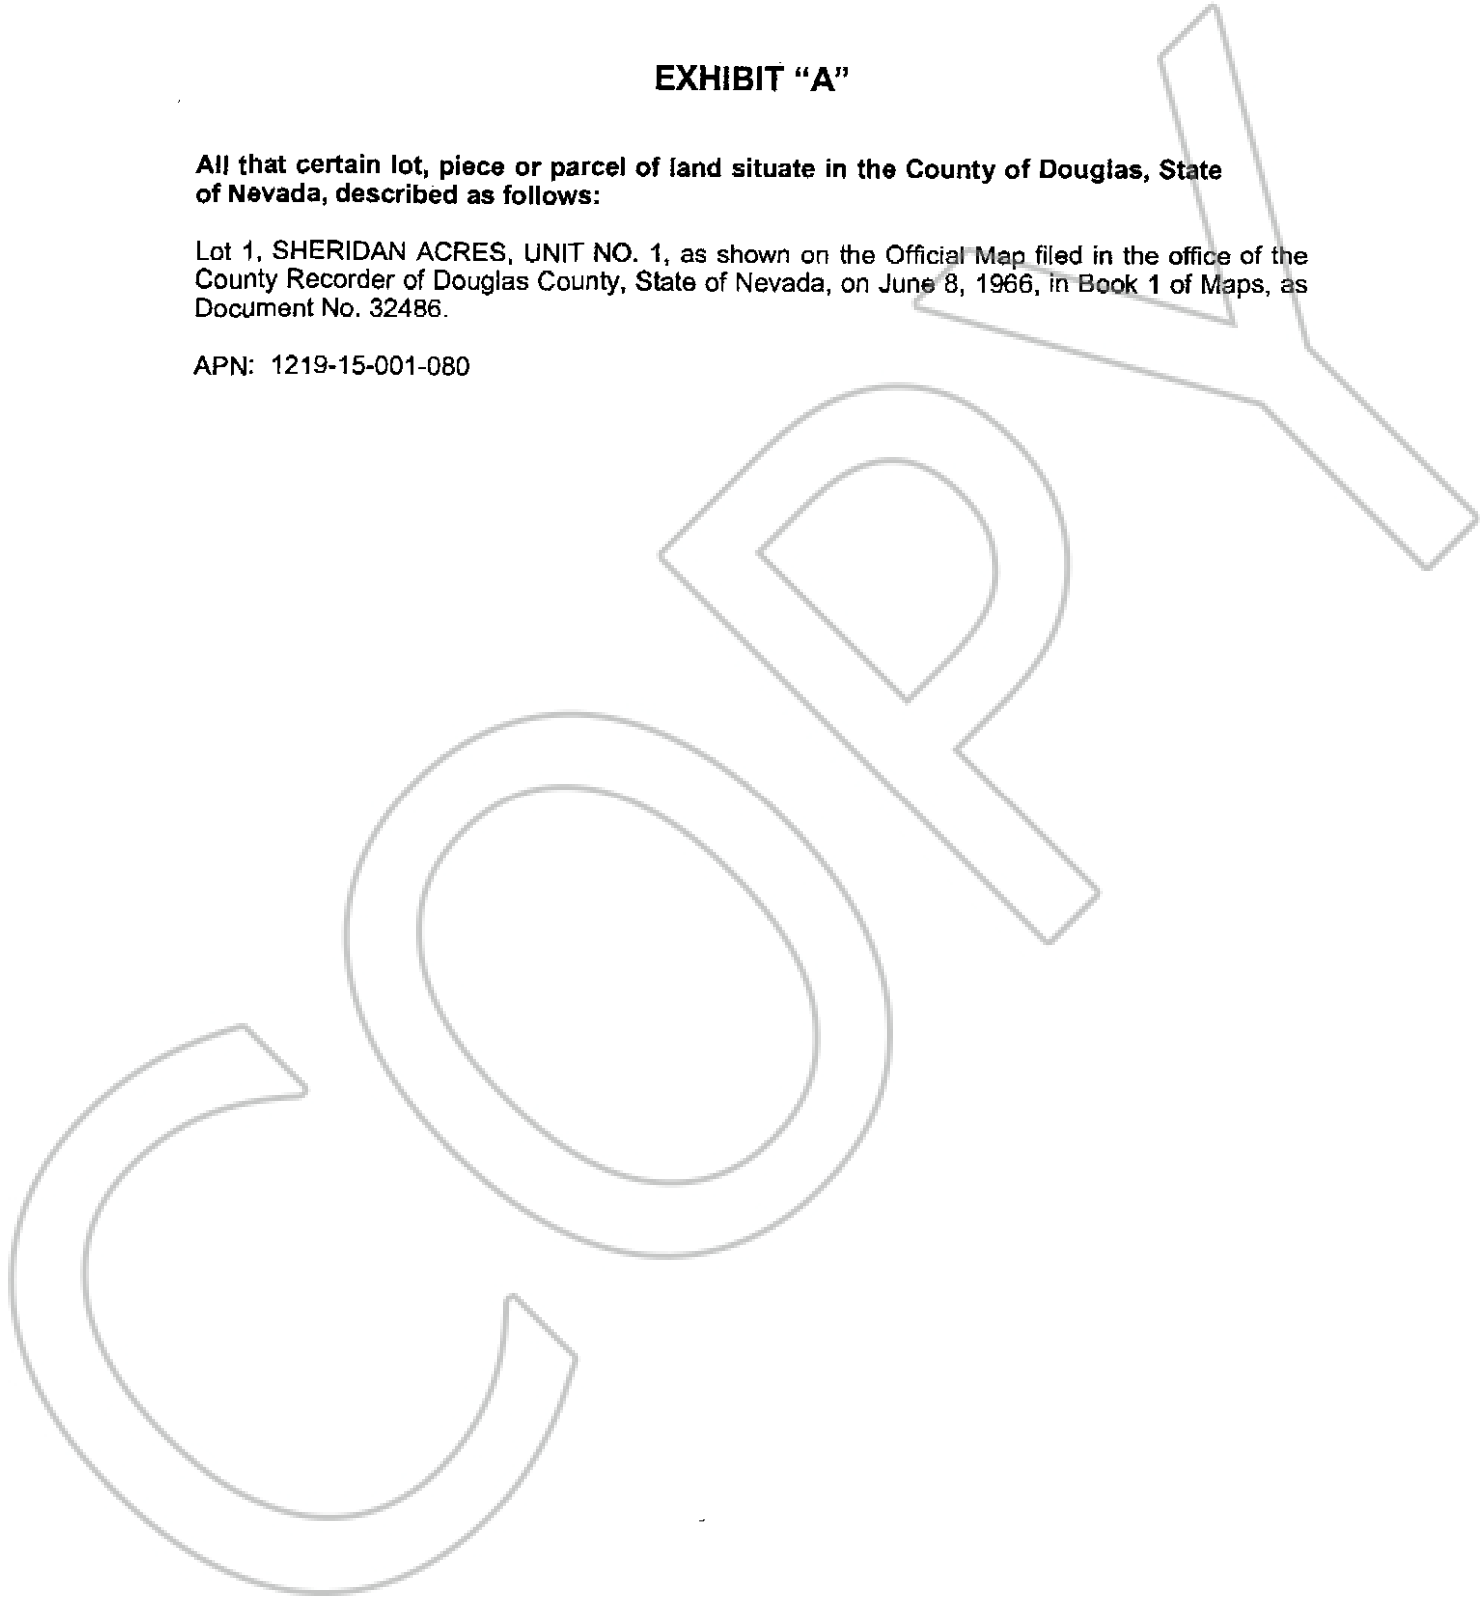 EXHIBIT “A”
All that certain lot, piece or parcel of land situate in the County of Douglas, State
of Nevada, described as follows:
Lot 1, SHERIDAN ACRES, UNIT NO. 1, as shown on the Official Map filed in the office of the
County Recorder of Douglas County, State of Nevada, on June 8, 1966, in Book 1 of Maps, as
Document No. 32486.
APN: 1219-15-001-080
COPY